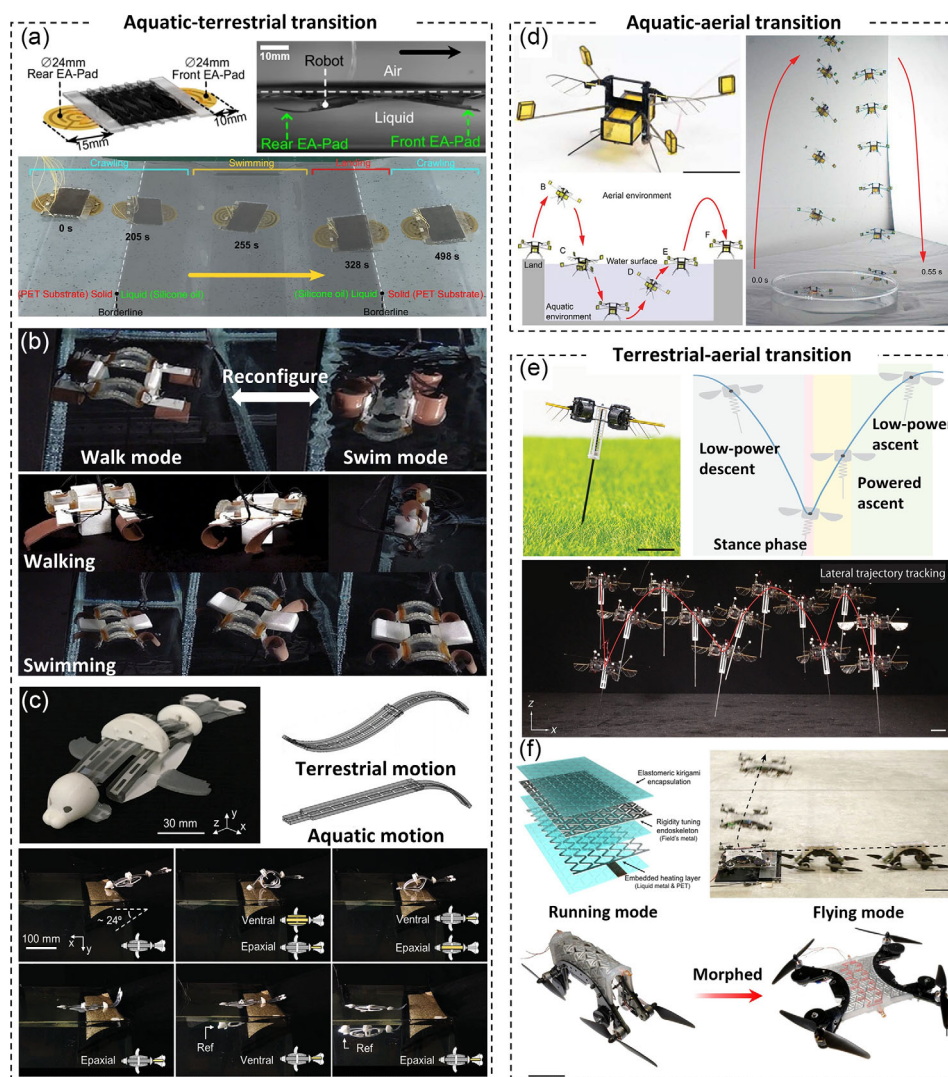 Aquatic-terrestrial transition
(a)
Ø24mm
Rear EA-Pad
Ø24mm
Front EA-Pad
10mm
15mm
10mm
Robot
Air
Liquid
Rear EA-Pad
Front EA-Pad
Crawling
Swimming
Landing
Crawling
0 s
205 s
255 s
328 s
498 s
(PET Substrate) Solid
Liquid (Silicone oil)
(Silicone oil) Liquid
Solid (PET Substrate)
Borderline
Borderline
(b)
Reconfigure
Walk mode
Swim mode
Walking
Swimming
(c)
30 mm
z
y
x
Terrestrial motion
Aquatic motion
~ 24º
100 mm
x
y
Ventral
Epaxial
Ventral
Epaxial
Epaxial
Ref
Ventral
Ref
Epaxial
Aquatic-aerial transition
(d)
B
Aerial environment
A
Land
C
Water surface
D
E
F
Aquatic
environment
0.0 s
0.55 s
Terrestrial-aerial transition
(e)
Low-power
descent
Low-power
ascent
Powered
ascent
Stance phase
Lateral trajectory tracking
z
x
(f)
Elastomeric kirigami
encapsulation
Rigidity tuning
endoskeleton
(Field's metal)
Embedded heating layer
(Liquid metal & PET)
Running mode
Flying mode
Morphed